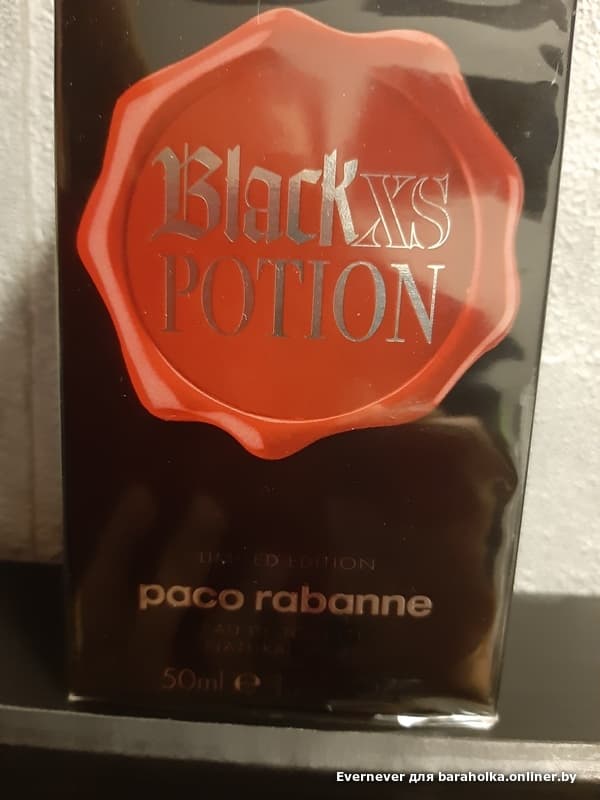 Black XS
POTION
LIMITED EDITION
paco rabanne
50ml e
Evernever для baraholka.onliner.by